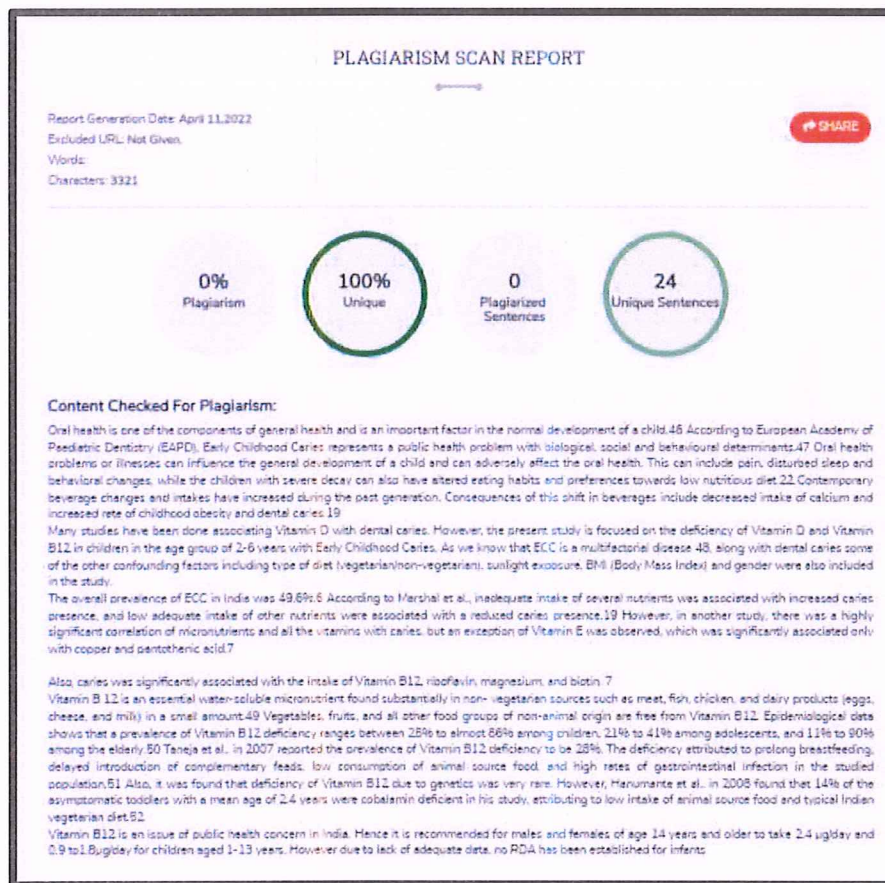 PLAGIARISM SCAN REPORT
Report Generation Date: April 11,2022
SHARE
Excluded URL: Not Given,
Words:
Characters: 3321
0%
Plagiarism
100%
Unique
0
Plagiarized
Sentences
24
Unique Sentences
Content Checked For Plagiarism:
Oral health is one of the components of general health and is an important factor in the normal development of a child.46 According to European Academy of
Paediatric Dentistry (EAPD), Early Childhood Caries represents a public health problem with biological, social and behavioural determinants.47 Oral health
problems or illnesses can influence the general development of a child and can adversely affect the oral health. This can include pain, disturbed sleep and
behavioral changes, while the children with severe decay can also have altered eating habits and preferences towards low nutritious diet.22 Contemporary
beverage changes and intakes have increased during the past generation. Consequences of this shift in beverages include decreased intake of calcium and
increased rate of childhood obesity and dental caries.19
Many studies have been done associating Vitamin D with dental caries. However, the present study is focused on the deficiency of Vitamin D and Vitamin
B12 in children in the age group of 2-6 years with Early Childhood Caries. As we know that ECC is a multifactorial disease 48, along with dental caries some
of the other confounding factors including type of diet (vegetarian/non-vegetarian), sunlight exposure, BMI (Body Mass Index) and gender were also included
in the study.
The overall prevalence of ECC in India was 49.6%.6 According to Marshal et al., inadequate intake of several nutrients was associated with increased caries
presence, and low adequate intake of other nutrients were associated with a reduced caries presence.19 However, in another study, there was a highly
significant correlation of micronutrients and all the vitamins with caries, but an exception of Vitamin E was observed, which was significantly associated only
with copper and pantothenic acid.7
Also, caries was significantly associated with the intake of Vitamin B12, riboflavin, magnesium, and biotin. 7
Vitamin B 12 is an essential water-soluble micronutrient found substantially in non- vegetarian sources such as meat, fish, chicken, and dairy products (eggs,
cheese, and milk) in a small amount.49 Vegetables, fruits, and all other food groups of non-animal origin are free from Vitamin B12. Epidemiological data
shows that a prevalence of Vitamin B12 deficiency ranges between 25% to almost 86% among children, 21% to 41% among adolescents, and 11% to 90%
among the elderly.50 Taneja et al., in 2007 reported the prevalence of Vitamin B12 deficiency to be 28%. The deficiency attributed to prolong breastfeeding,
delayed introduction of complementary feeds, low consumption of animal source food, and high rates of gastrointestinal infection in the studied
population.51 Also, it was found that deficiency of Vitamin B12 due to genetics was very rare. However, Hanumante et al., in 2008 found that 14% of the
asymptomatic toddlers with a mean age of 2.4 years were cobalamin deficient in his study, attributing to low intake of animal source food and typical Indian
vegetarian diet.52
Vitamin B12 is an issue of public health concern in India. Hence it is recommended for males and females of age 14 years and older to take 2.4 µg/day and
0.9 to1.8µg/day for children aged 1-13 years. However due to lack of adequate data, no RDA has been established for infants